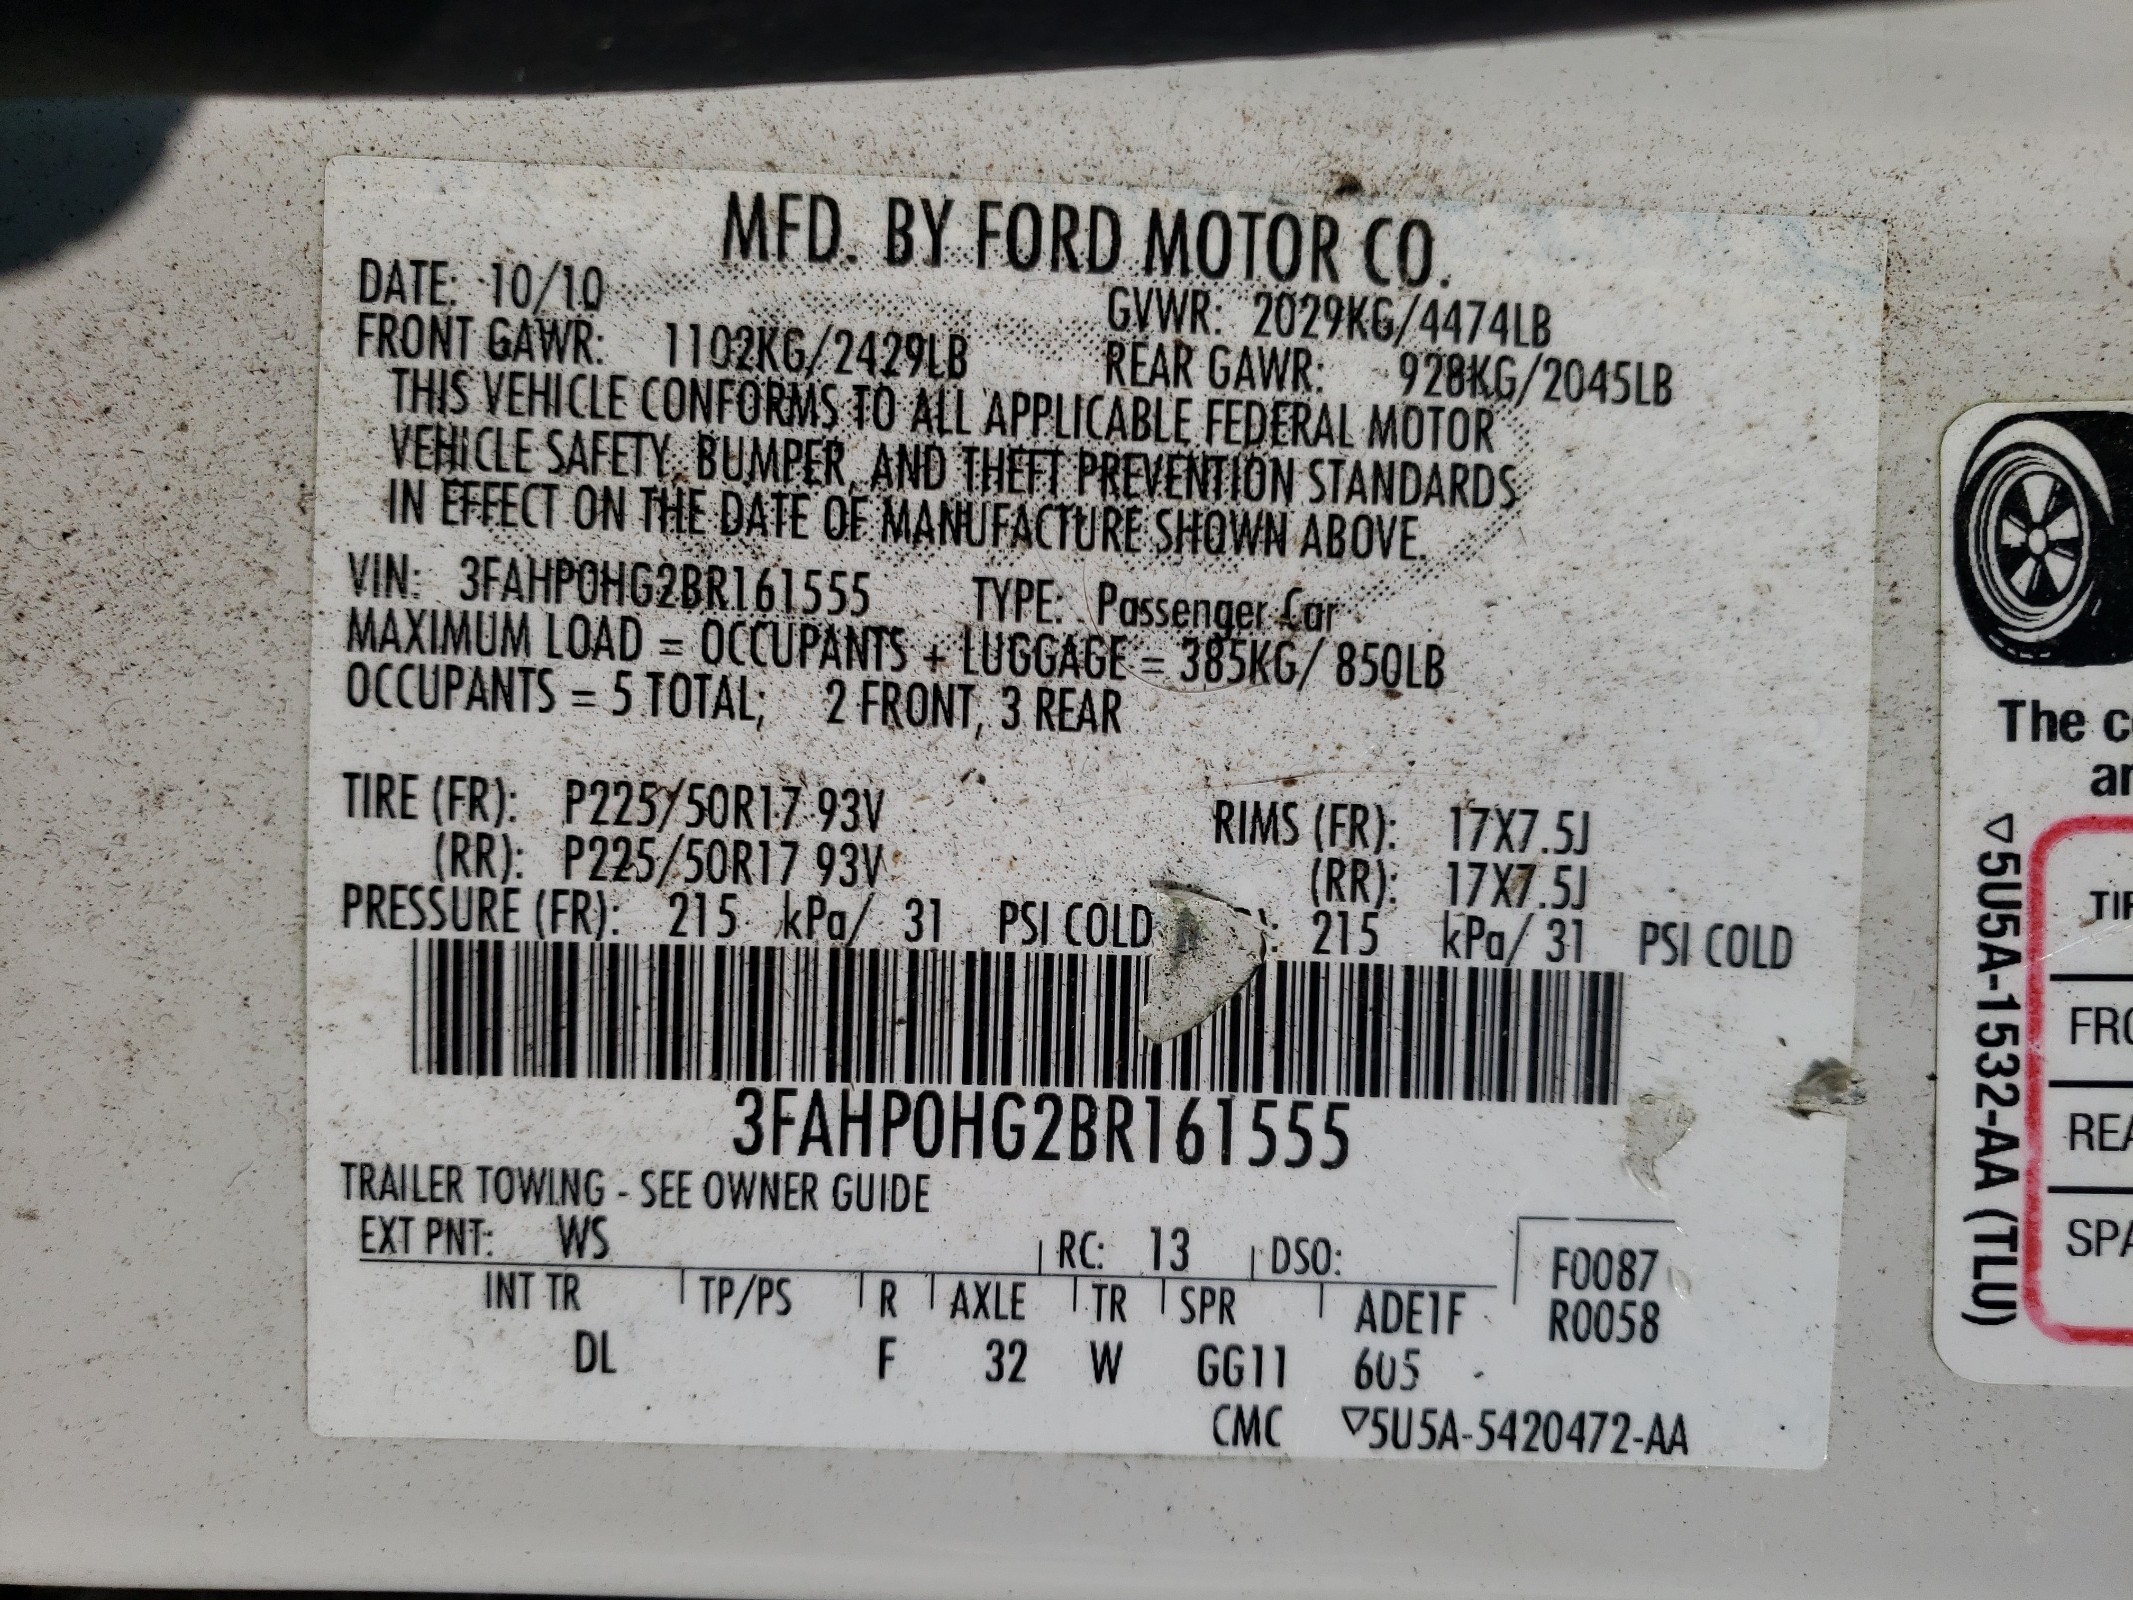 MFD. BY FORD MOTOR CO.
DATE: 10/10 GVWR: 2029KG/4474LB
FRONT GAWR: 1102KG/2429LB REAR GAWR: 928KG/2045LB
THIS VEHICLE CONFORMS TO ALL APPLICABLE FEDERAL MOTOR
VEHICLE SAFETY, BUMPER, AND THEFT PREVENTION STANDARDS
IN EFFECT ON THE DATE OF MANUFACTURE SHOWN ABOVE.
VIN: 3FAHP0HG2BR161555 TYPE: Passenger Car
MAXIMUM LOAD = OCCUPANTS + LUGGAGE = 385KG/ 850LB
OCCUPANTS = 5 TOTAL; 2 FRONT, 3 REAR
TIRE (FR): P225/50R17 93V RIMS (FR): 17X7.5J
(RR): P225/50R17 93V (RR): 17X7.5J
PRESSURE (FR): 215 kPa/ 31 PSI COLD : 215 kPa/ 31 PSI COLD
3FAHP0HG2BR161555
TRAILER TOWING - SEE OWNER GUIDE
EXT PNT: WS RC: 13 DSO: F0087
INT TR TP/PS R AXLE TR SPR ADE1F R0058
DL F 32 W GG11 605
CMC ▽5U5A-5420472-AA
The
▽5U5A-1532-AA (TLU)